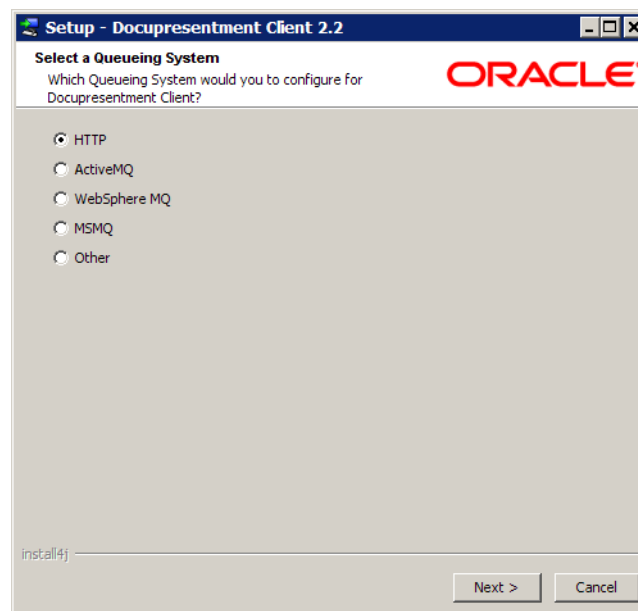 Setup - Docupresentment Client 2.2
Select a Queueing System
Which Queueing System would you to configure for
Docupresentment Client?
ORACLE
HTTP
ActiveMQ
WebSphere MQ
MSMQ
Other
install4j
Next >
Cancel